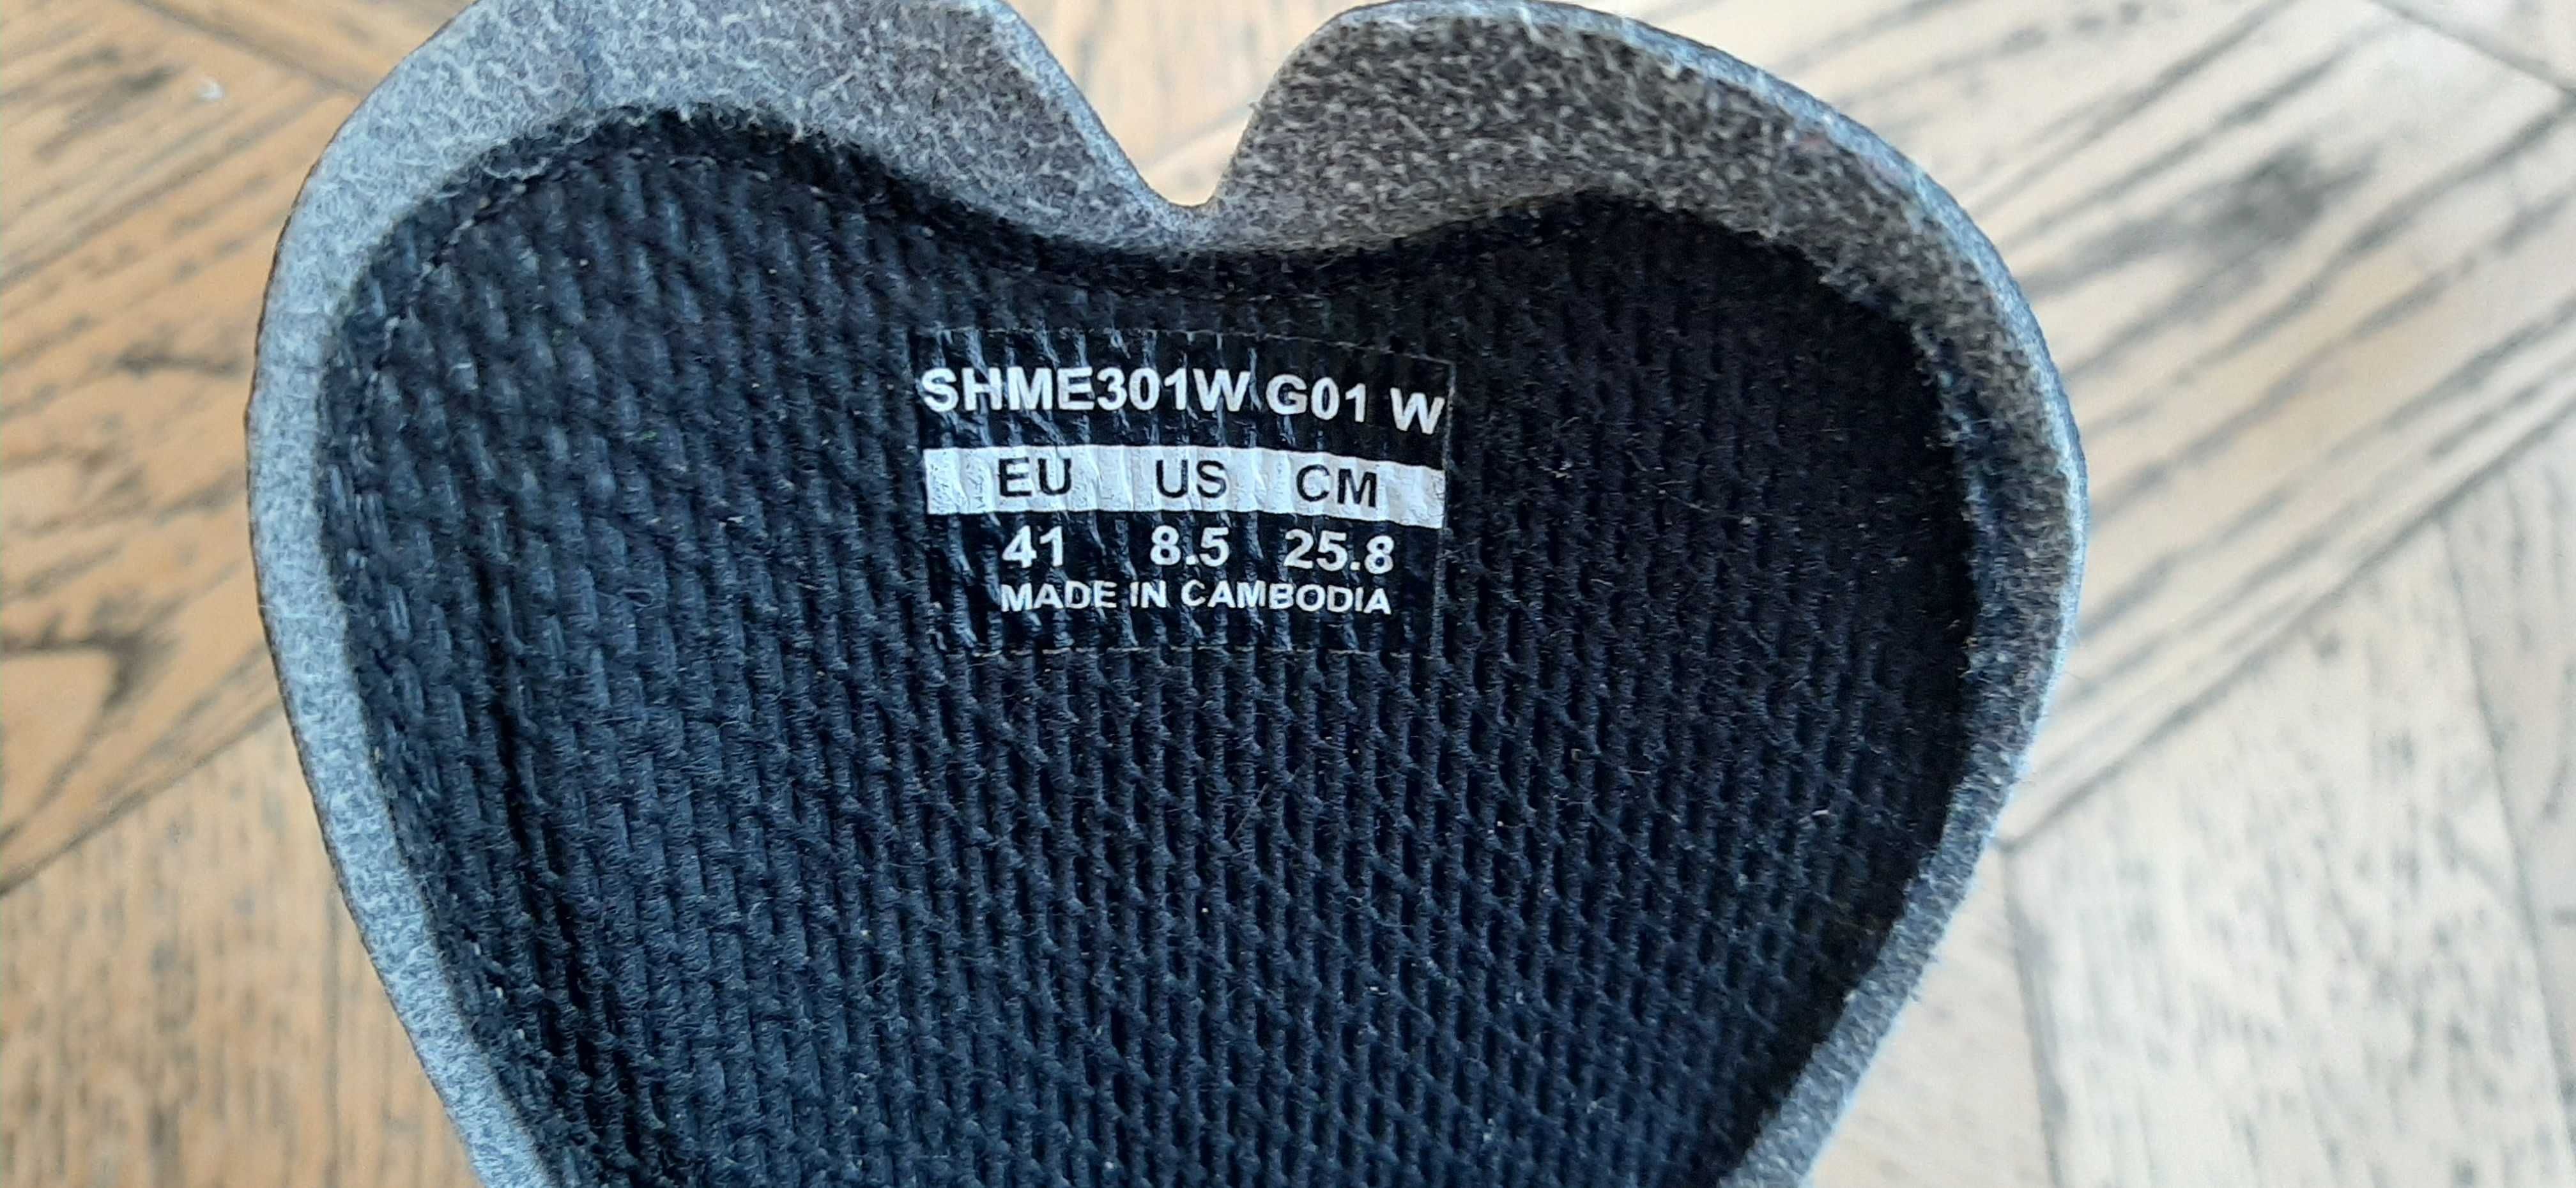 SHME301W G01 W
EU US CM
41 8.5 25.8
MADE IN CAMBODIA